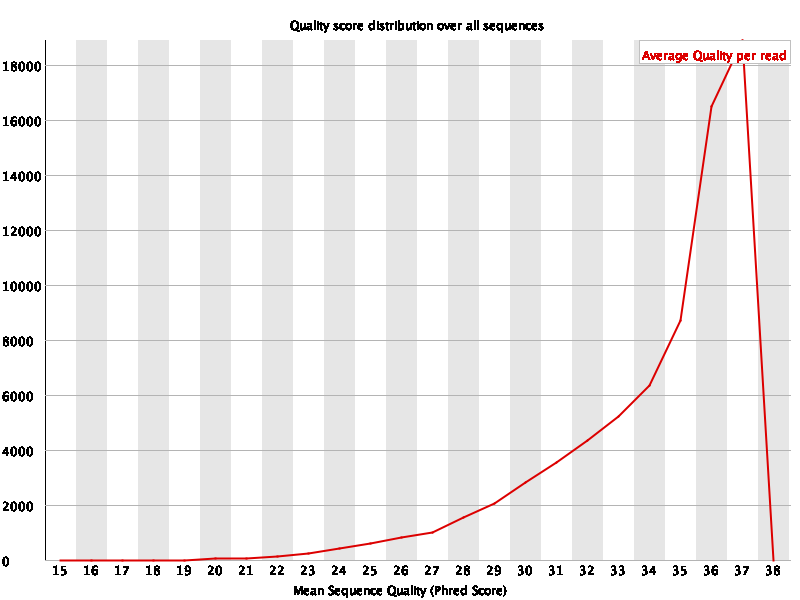 Quality score distribution over all sequences
Average Quality per read
18000
16000
14000
12000
10000
8000
6000
4000
2000
0
15 16 17 18 19 20 21 22 23 24 25 26 27 28 29 30 31 32 33 34 35 36 37 38
Mean Sequence Quality (Phred Score)